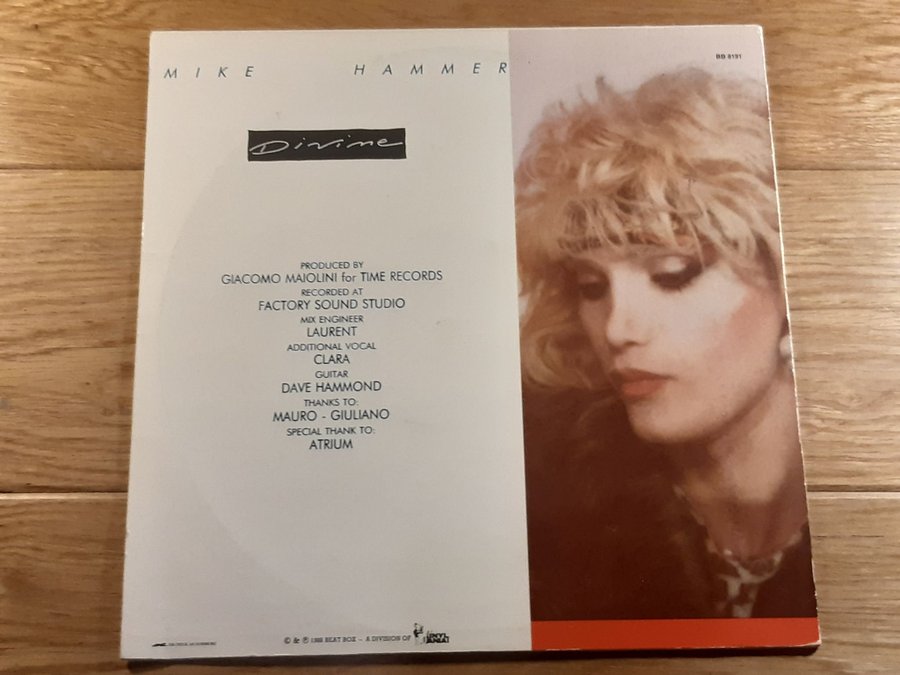 MIKE HAMMER
BB 8191
Divine
PRODUCED BY
GIACOMO MAIOLINI for TIME RECORDS
RECORDED AT
FACTORY SOUND STUDIO
MIX ENGINEER
LAURENT
ADDITIONAL VOCAL
CLARA
GUITAR
DAVE HAMMOND
THANKS TO:
MAURO - GIULIANO
SPECIAL THANK TO:
ATRIUM
© & ℗ 1988 BEAT BOX - A DIVISION OF